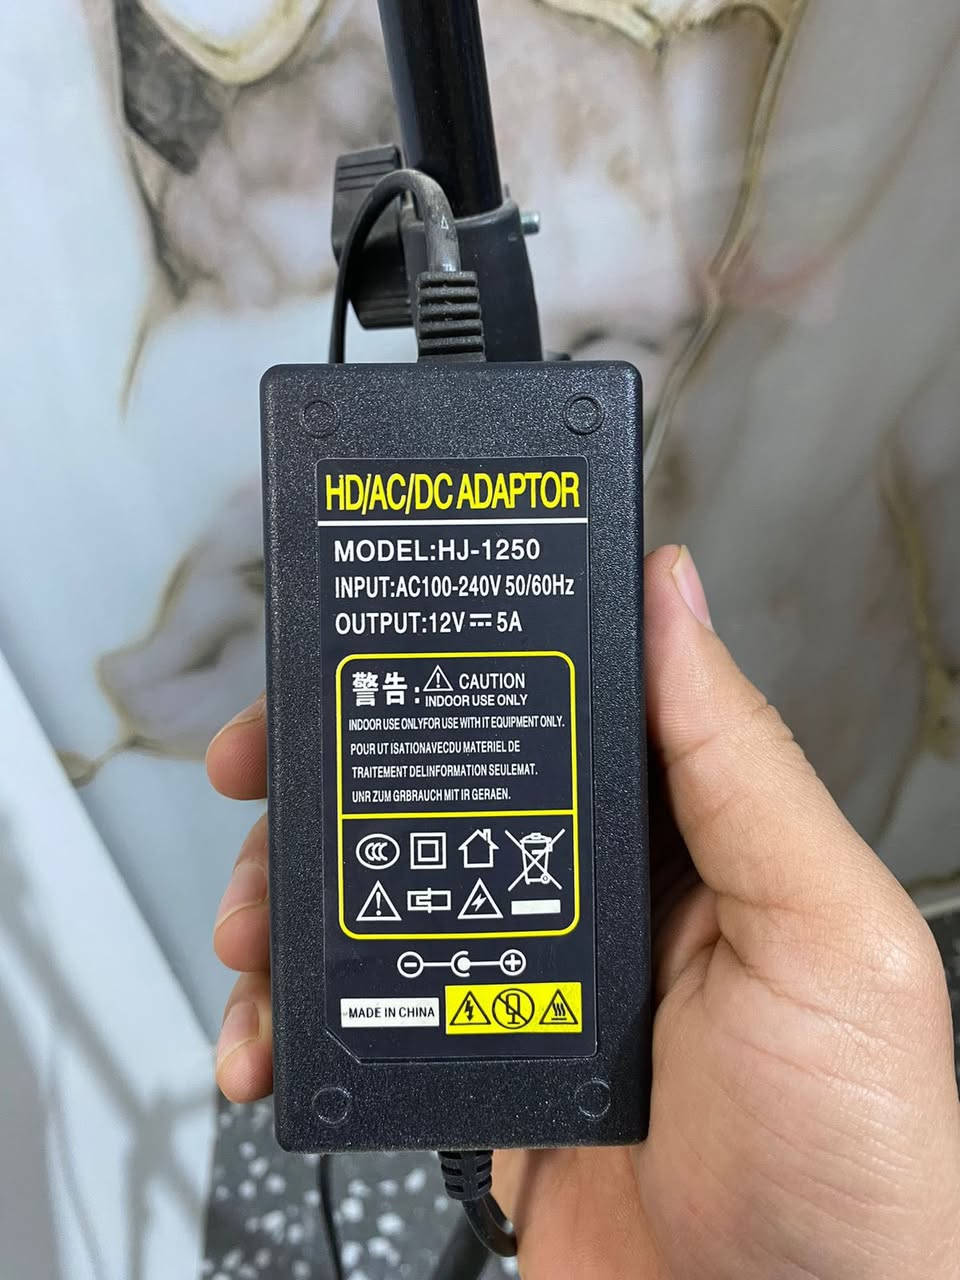 HD/AC/DC ADAPTOR
MODEL:HJ-1250
INPUT:AC100-240V 50/60Hz
OUTPUT:12V ⎓ 5A
警告: CAUTION
INDOOR USE ONLY
INDOOR USE ONLYFOR USE WITH IT EQUIPMENT ONLY.
POUR UT ISATIONAVECDU MATERIEL DE
TRAITEMENT DELINFORMATION SEULEMAT.
UNR ZUM GRBRAUCH MIT IR GERAEN.
CCC
MADE IN CHINA